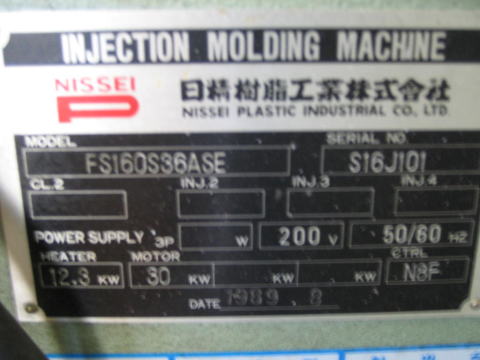 INJECTION MOLDING MACHINE
NISSEI
P
日精樹脂工業株式會社
NISSEI PLASTIC INDUSTRIAL CO., LTD.
MODEL SERIAL NO
FS160S36ASE S16J101
CL.2 INJ.2 INJ.3 INJ.4
POWER SUPPLY 3P W 200 V 50/60 HZ
HEATER MOTOR CTRL
12.3 KW 30 KW KW KW N8F
DATE 1989 8